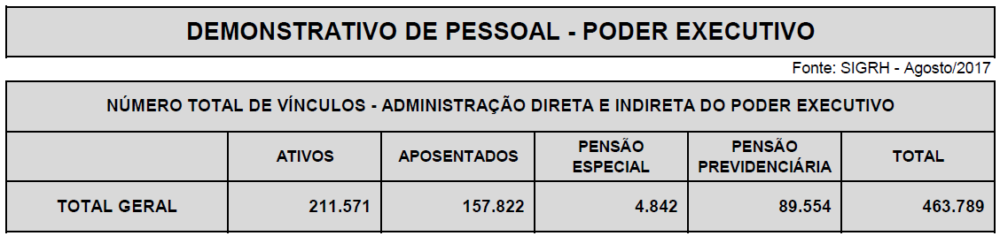 DEMONSTRATIVO DE PESSOAL - PODER EXECUTIVO
Fonte: SIGRH - Agosto/2017
NÚMERO TOTAL DE VÍNCULOS - ADMINISTRAÇÃO DIRETA E INDIRETA DO PODER EXECUTIVO
ATIVOS APOSENTADOS PENSÃO ESPECIAL PENSÃO PREVIDENCIÁRIA TOTAL
TOTAL GERAL 211.571 157.822 4.842 89.554 463.789